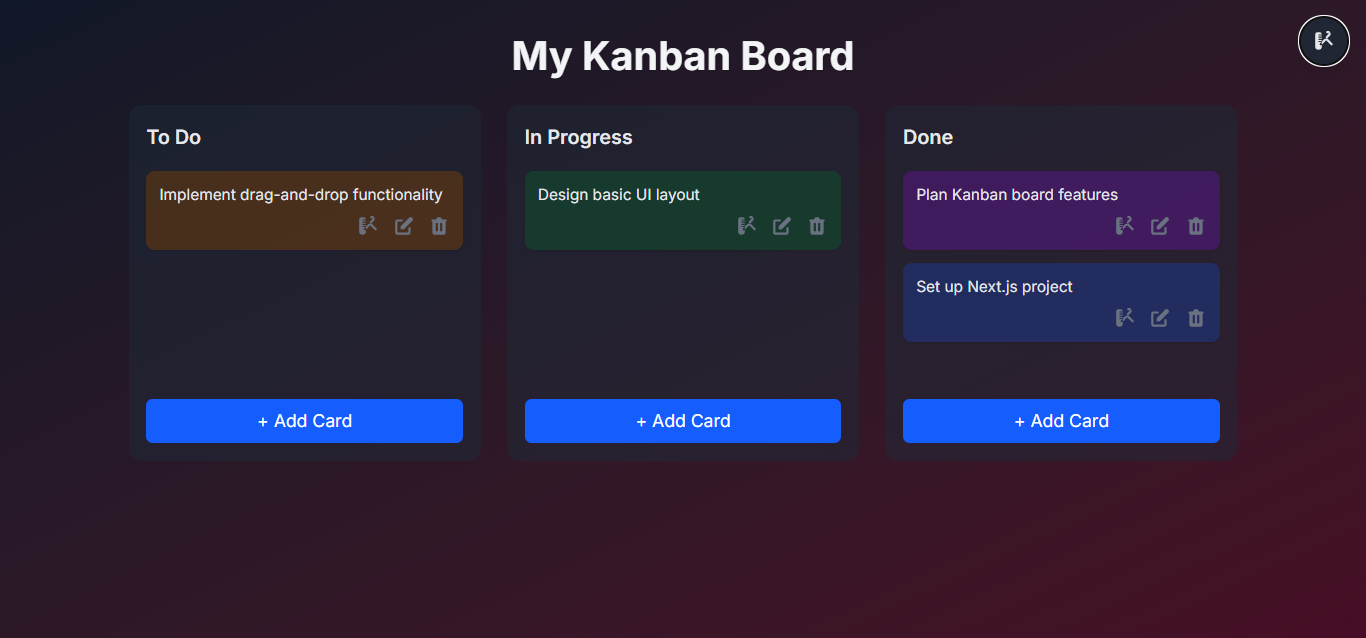 My Kanban Board
To Do
Implement drag-and-drop functionality
+ Add Card
In Progress
Design basic UI layout
+ Add Card
Done
Plan Kanban board features
Set up Next.js project
+ Add Card